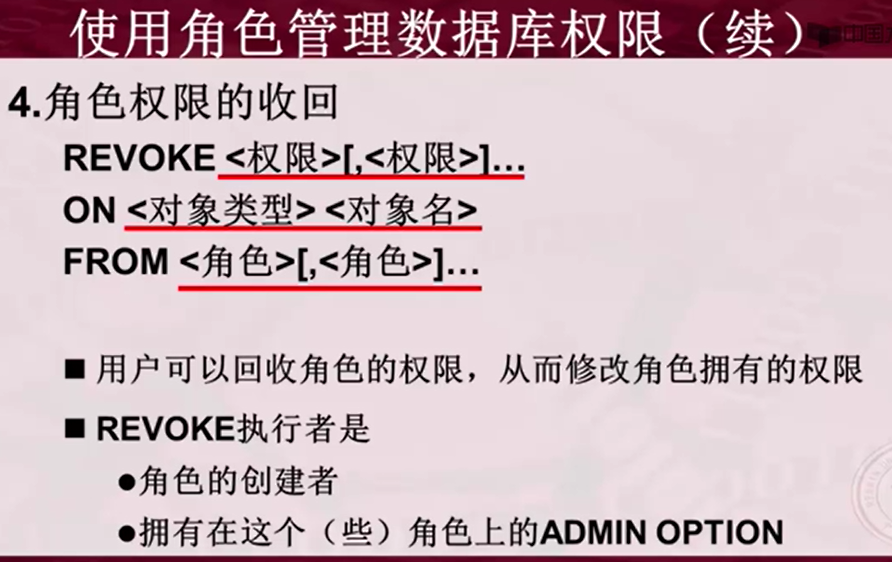 使用角色管理数据库权限（续）
4.角色权限的收回
REVOKE <权限>[,<权限>]…
ON <对象类型> <对象名>
FROM <角色>[,<角色>]…
■ 用户可以回收角色的权限，从而修改角色拥有的权限
■ REVOKE执行者是
●角色的创建者
●拥有在这个（些）角色上的ADMIN OPTION